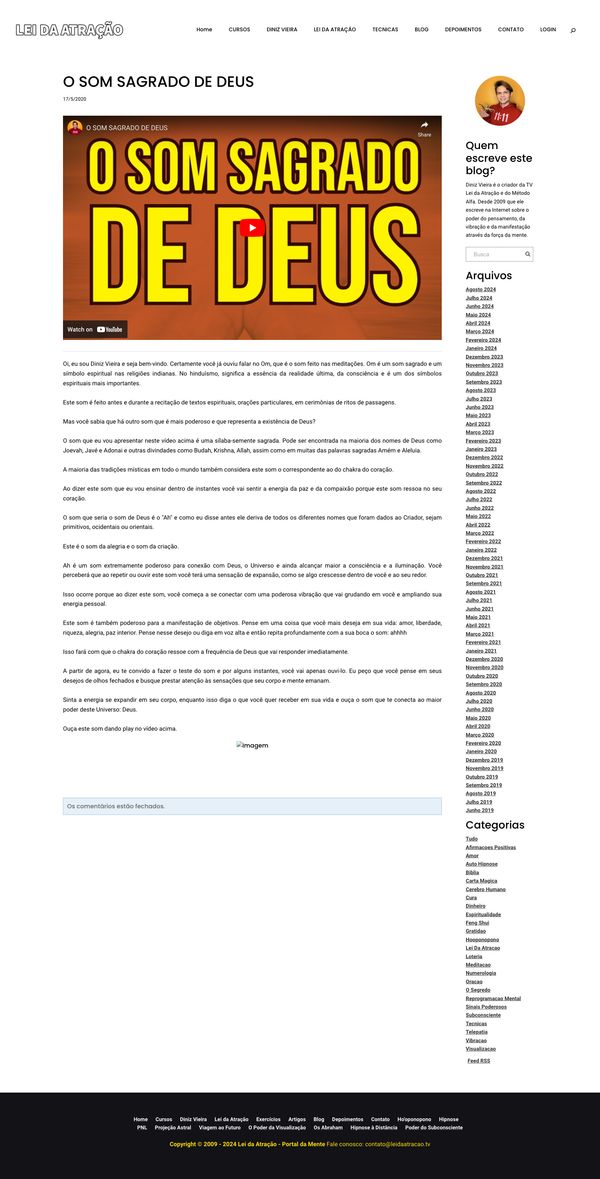 LEI DA ATRAÇÃO
Home CURSOS DINIZ VIEIRA LEI DA ATRAÇÃO TECNICAS BLOG DEPOIMENTOS CONTATO LOGIN
O SOM SAGRADO DE DEUS
17/5/2020
O SOM SAGRADO DE DEUS
Share
O SOM SAGRADO
DE DEUS
Watch on YouTube
Oi, eu sou Diniz Vieira e seja bem-vindo. Certamente você já ouviu falar no Om, que é o som feito nas meditações. Om é um som sagrado e um
símbolo espiritual nas religiões indianas. No hinduísmo, significa a essência da realidade última, da consciência e é um dos símbolos
espirituais mais importantes.
Este som é feito antes e durante a recitação de textos espirituais, orações particulares, em cerimônias de ritos de passagens.
Mas você sabia que há outro som que é mais poderoso e que representa a existência de Deus?
O som que eu vou apresentar neste vídeo acima é uma sílaba-semente sagrada. Pode ser encontrada na maioria dos nomes de Deus como
Joevah, Javé e Adonai e outras divindades como Budah, Krishna, Allah, assim como em muitas das palavras sagradas Amém e Aleluia.
A maioria das tradições místicas em todo o mundo também considera este som o correspondente ao do chakra do coração.
Ao dizer este som que eu vou ensinar dentro de instantes você vai sentir a energia da paz e da compaixão porque este som ressoa no seu
coração.
O som que seria o som de Deus é o "Ah" e como eu disse antes ele deriva de todos os diferentes nomes que foram dados ao Criador, sejam
primitivos, ocidentais ou orientais.
Este é o som da alegria e o som da criação.
Ah é um som extremamente poderoso para conexão com Deus, o Universo e ainda alcançar maior a consciência e a iluminação. Você
perceberá que ao repetir ou ouvir este som você terá uma sensação de expansão, como se algo crescesse dentro de você e ao seu redor.
Isso ocorre porque ao dizer este som, você começa a se conectar com uma poderosa vibração que vai grudando em você e ampliando sua
energia pessoal.
Este som é também poderoso para a manifestação de objetivos. Pense em uma coisa que você mais deseja em sua vida: amor, liberdade,
riqueza, alegria, paz interior. Pense nesse desejo ou diga em voz alta e então repita profundamente com a sua boca o som: ahhhh
Isso fará com que o chakra do coração ressoe com a frequência de Deus que vai responder imediatamente.
A partir de agora, eu te convido a fazer o teste do som e por alguns instantes, você vai apenas ouvi-lo. Eu peço que você pense em seus
desejos de olhos fechados e busque prestar atenção às sensações que seu corpo e mente emanam.
Sinta a energia se expandir em seu corpo, enquanto isso diga o que você quer receber em sua vida e ouça o som que te conecta ao maior
poder deste Universo: Deus.
Ouça este som dando play no vídeo acima.
Imagem
Os comentários estão fechados.
11:11
Quem
escreve este
blog?
Diniz Vieira é o criador da TV
Lei da Atração e do Método
Alfa. Desde 2009 que ele
escreve na Internet sobre o
poder do pensamento, da
vibração e da manifestação
através da força da mente.
Busca
Arquivos
Agosto 2024
Julho 2024
Junho 2024
Maio 2024
Abril 2024
Março 2024
Fevereiro 2024
Janeiro 2024
Dezembro 2023
Novembro 2023
Outubro 2023
Setembro 2023
Agosto 2023
Julho 2023
Junho 2023
Maio 2023
Abril 2023
Março 2023
Fevereiro 2023
Janeiro 2023
Dezembro 2022
Novembro 2022
Outubro 2022
Setembro 2022
Agosto 2022
Julho 2022
Junho 2022
Maio 2022
Abril 2022
Março 2022
Fevereiro 2022
Janeiro 2022
Dezembro 2021
Novembro 2021
Outubro 2021
Setembro 2021
Agosto 2021
Julho 2021
Junho 2021
Maio 2021
Abril 2021
Março 2021
Fevereiro 2021
Janeiro 2021
Dezembro 2020
Novembro 2020
Outubro 2020
Setembro 2020
Agosto 2020
Julho 2020
Junho 2020
Maio 2020
Abril 2020
Março 2020
Fevereiro 2020
Janeiro 2020
Dezembro 2019
Novembro 2019
Outubro 2019
Setembro 2019
Agosto 2019
Julho 2019
Junho 2019
Categorias
Tudo
Afirmacoes Positivas
Amor
Auto Hipnose
Bíblia
Carta Magica
Cerebro Humano
Cura
Dinheiro
Espiritualidade
Feng Shui
Gratidao
Hooponopono
Lei Da Atracao
Loteria
Meditacao
Numerologia
Oracao
O Segredo
Reprogramacao Mental
Sinais Poderosos
Subconsciente
Tecnicas
Telepatia
Vibracao
Visualizacao
Feed RSS
Home Cursos Diniz Vieira Lei da Atração Exercícios Artigos Blog Depoimentos Contato Ho'oponopono Hipnose
PNL Projeção Astral Viagem ao Futuro O Poder da Visualização Os Abraham Hipnose à Distância Poder do Subconsciente
Copyright © 2009 - 2024 Lei da Atração - Portal da Mente Fale conosco: contato@leidaatracao.tv